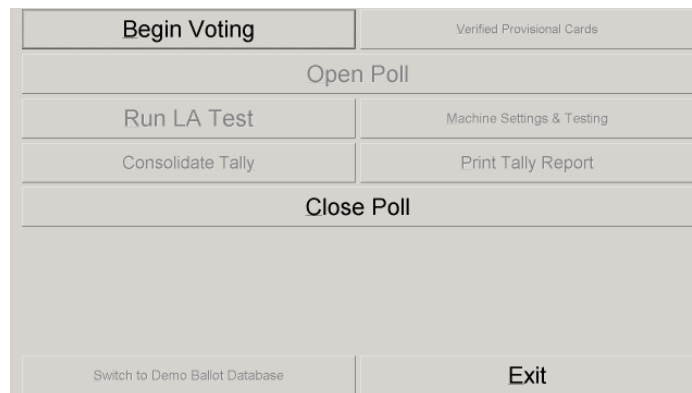 Begin Voting
Verified Provisional Cards
Open Poll
Run LA Test
Machine Settings & Testing
Consolidate Tally
Print Tally Report
Close Poll
Switch to Demo Ballot Database
Exit